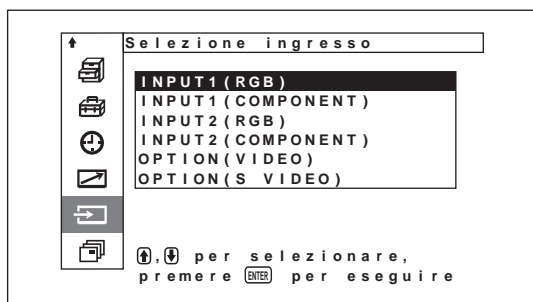 Selezione ingresso
INPUT1(RGB)
INPUT1(COMPONENT)
INPUT2(RGB)
INPUT2(COMPONENT)
OPTION(VIDEO)
OPTION(S VIDEO)
, per selezionare,
premere ENTER per eseguire